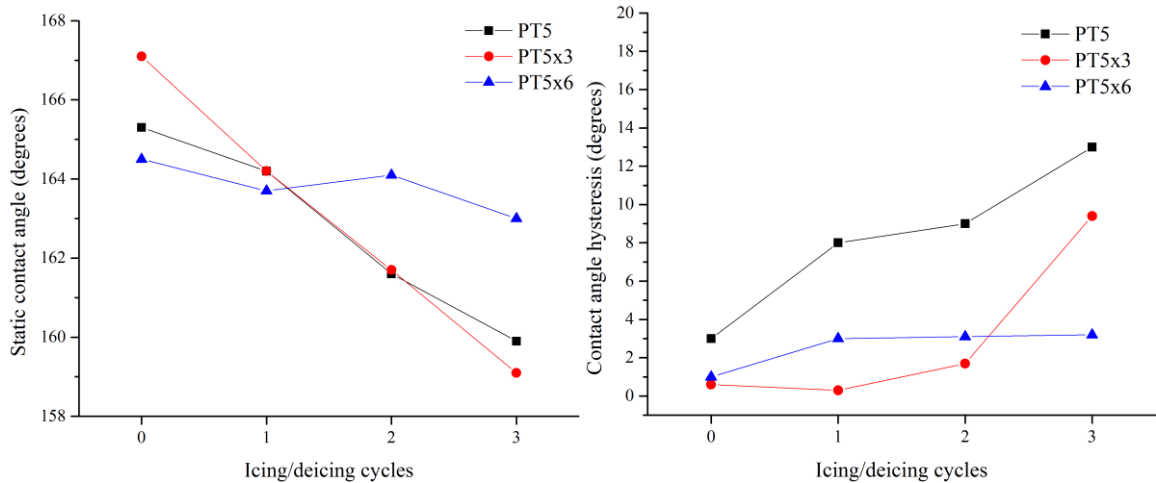 168
166
164
162
160
158
Static contact angle (degrees)
PT5
PT5x3
PT5x6
0 1 2 3
Icing/deicing cycles
20
18
16
14
12
10
8
6
4
2
0
Contact angle hysteresis (degrees)
PT5
PT5x3
PT5x6
0 1 2 3
Icing/deicing cycles